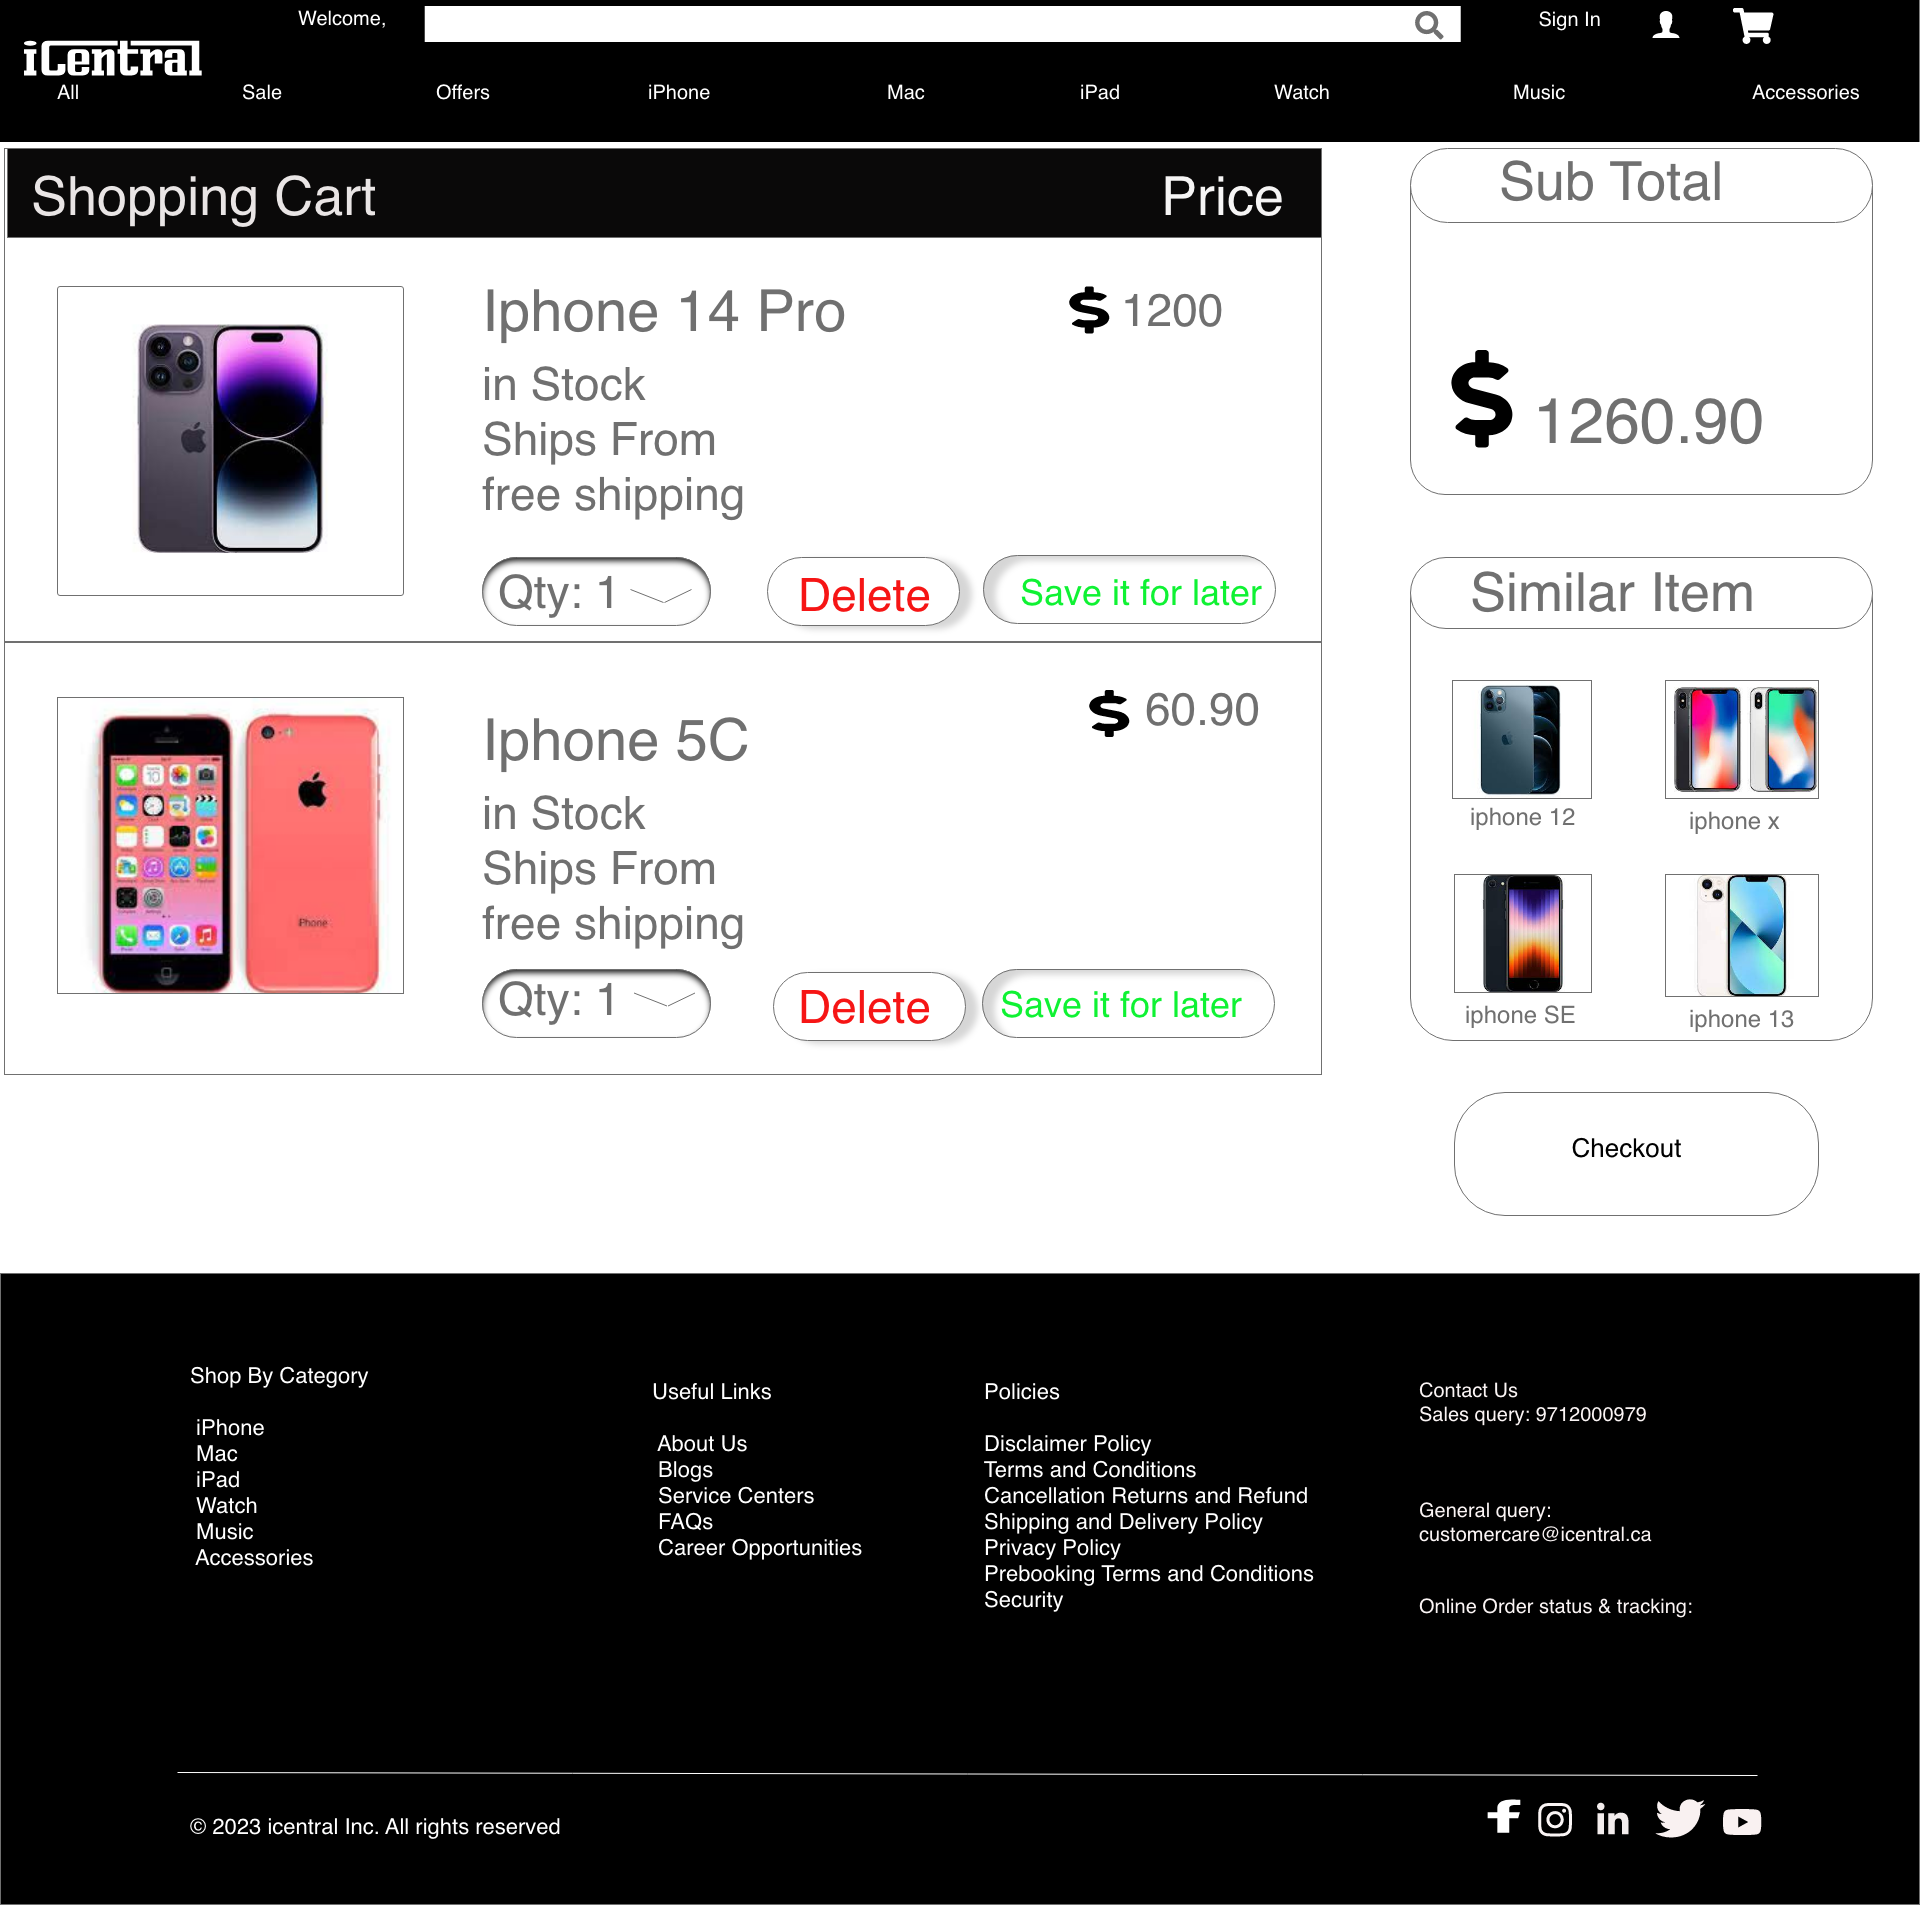 Welcome,
Sign In
iCentral
All
Sale
Offers
iPhone
Mac
iPad
Watch
Music
Accessories
Shopping Cart
Price
Iphone 14 Pro
$ 1200
in Stock
Ships From
free shipping
Qty: 1
Delete
Save it for later
Iphone 5C
$ 60.90
in Stock
Ships From
free shipping
Qty: 1
Delete
Save it for later
iPhone
Sub Total
$ 1260.90
Similar Item
iphone 12
iphone x
iphone SE
iphone 13
Checkout
Shop By Category
iPhone
Mac
iPad
Watch
Music
Accessories
Useful Links
About Us
Blogs
Service Centers
FAQs
Career Opportunities
Policies
Disclaimer Policy
Terms and Conditions
Cancellation Returns and Refund
Shipping and Delivery Policy
Privacy Policy
Prebooking Terms and Conditions
Security
Contact Us
Sales query: 9712000979
General query:
customercare@icentral.ca
Online Order status & tracking:
© 2023 icentral Inc. All rights reserved